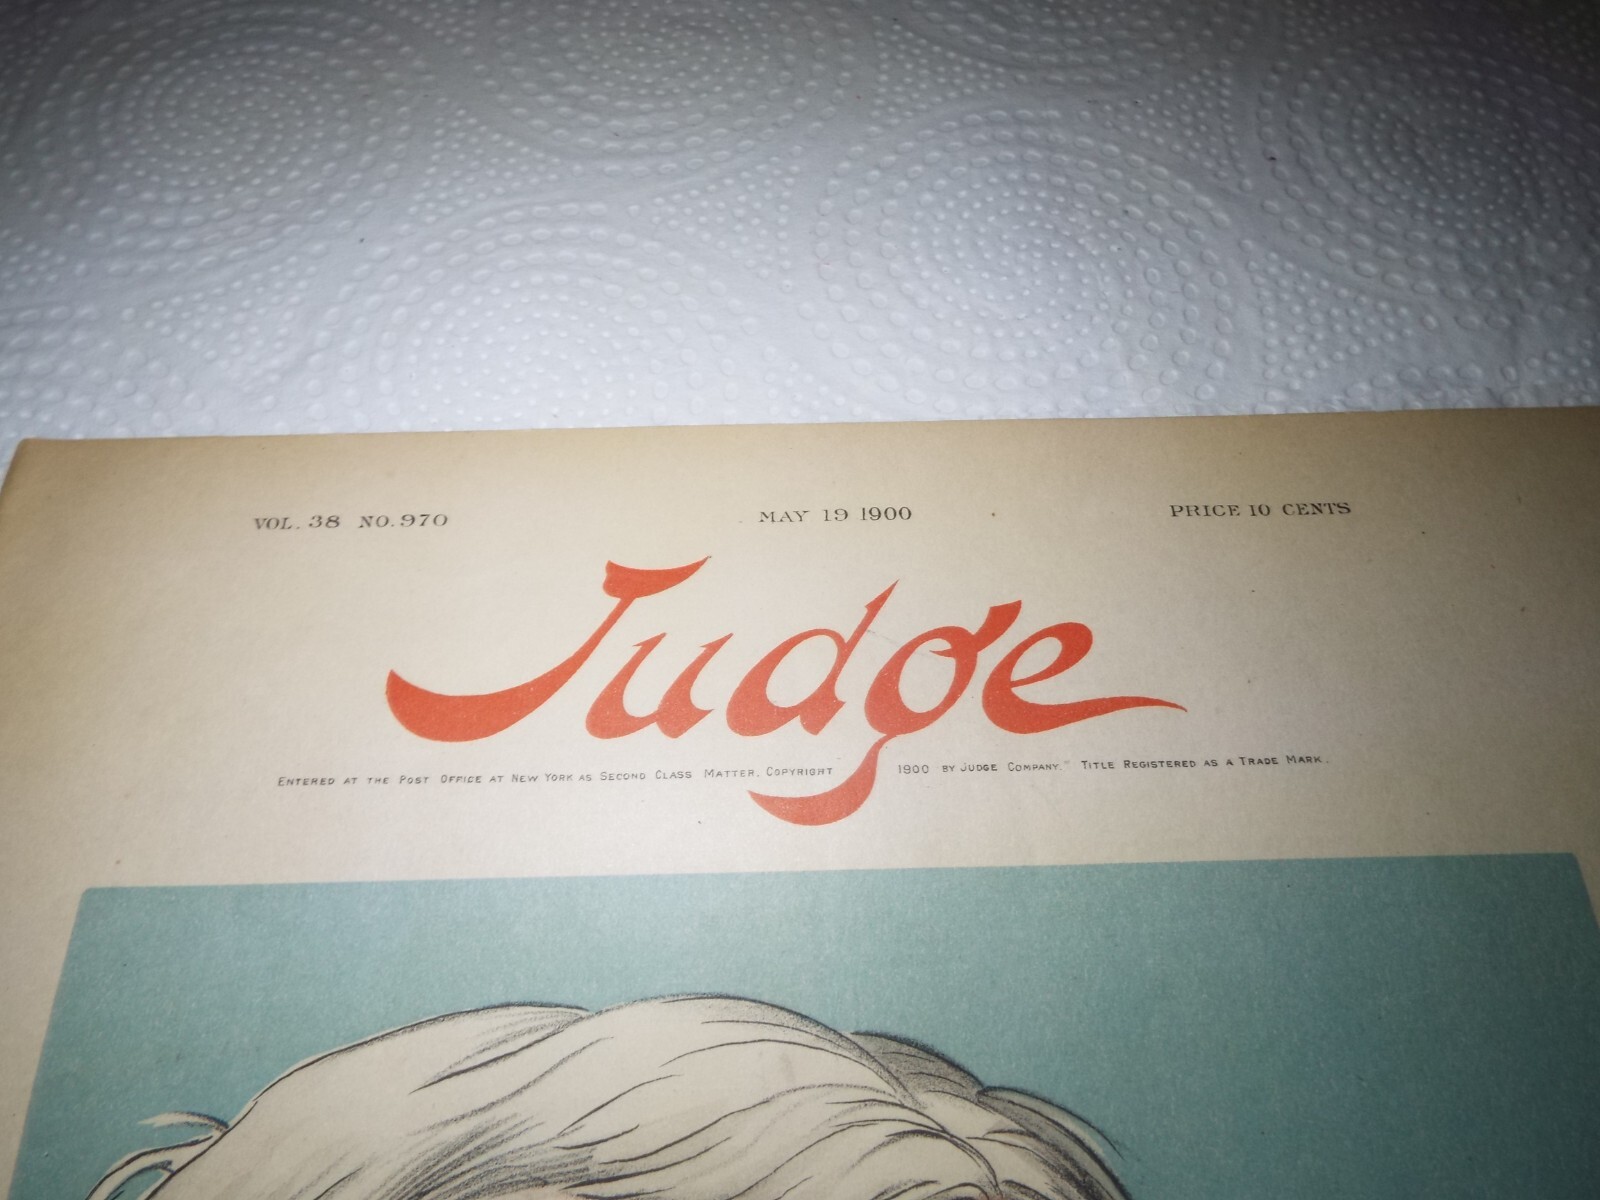 VOL. 38 NO. 970 MAY 19 1900 PRICE 10 CENTS
Judge
ENTERED AT THE POST OFFICE AT NEW YORK AS SECOND CLASS MATTER. COPYRIGHT 1900 BY JUDGE COMPANY. TITLE REGISTERED AS A TRADE MARK.